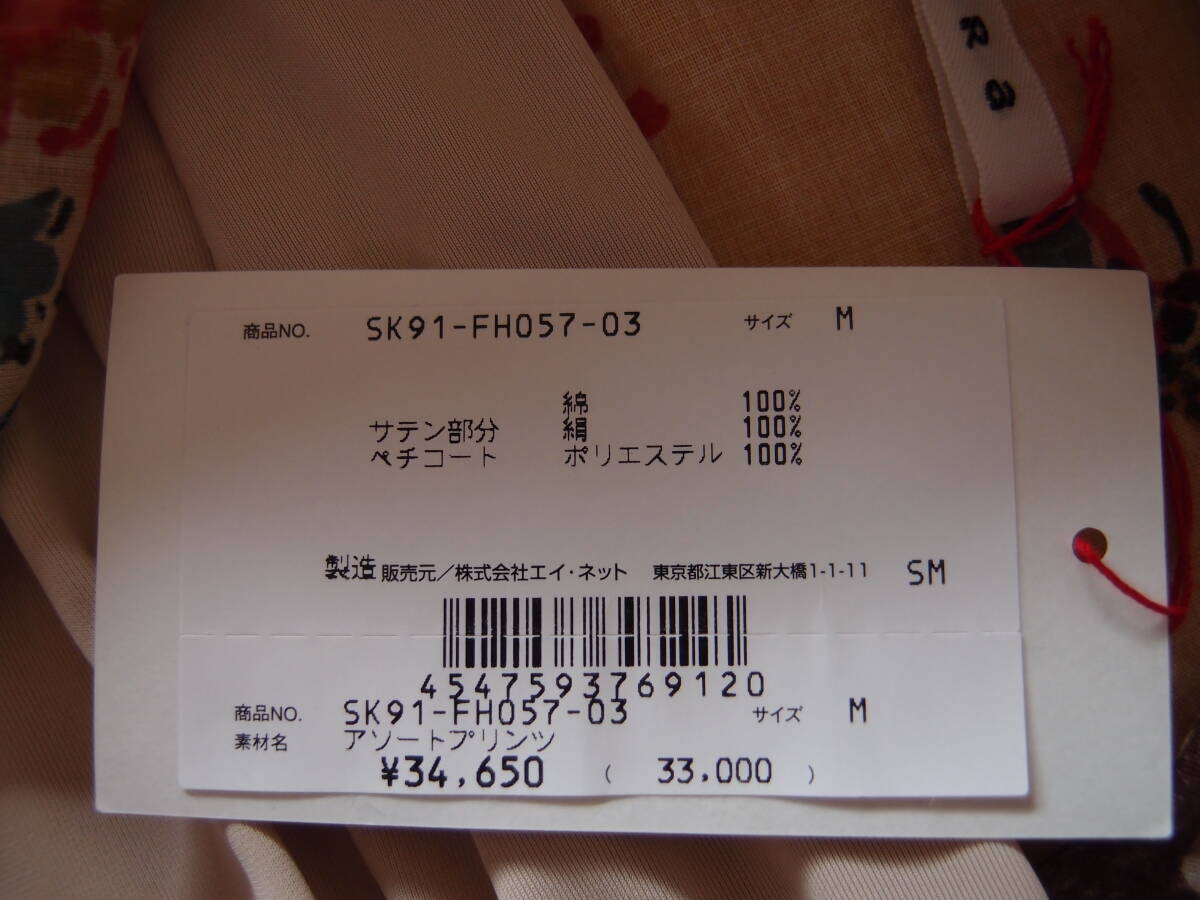 R B
商品NO. SK91-FH057-03 サイズ M
綿 100%
サテン部分 絹 100%
ペチコート ポリエステル 100%
製造 販売元／株式会社エイ・ネット 東京都江東区新大橋1-1-11 SM
4547593769120
商品NO. SK91-FH057-03 サイズ M
素材名 アソートプリンツ
¥34,650 ( 33,000 )